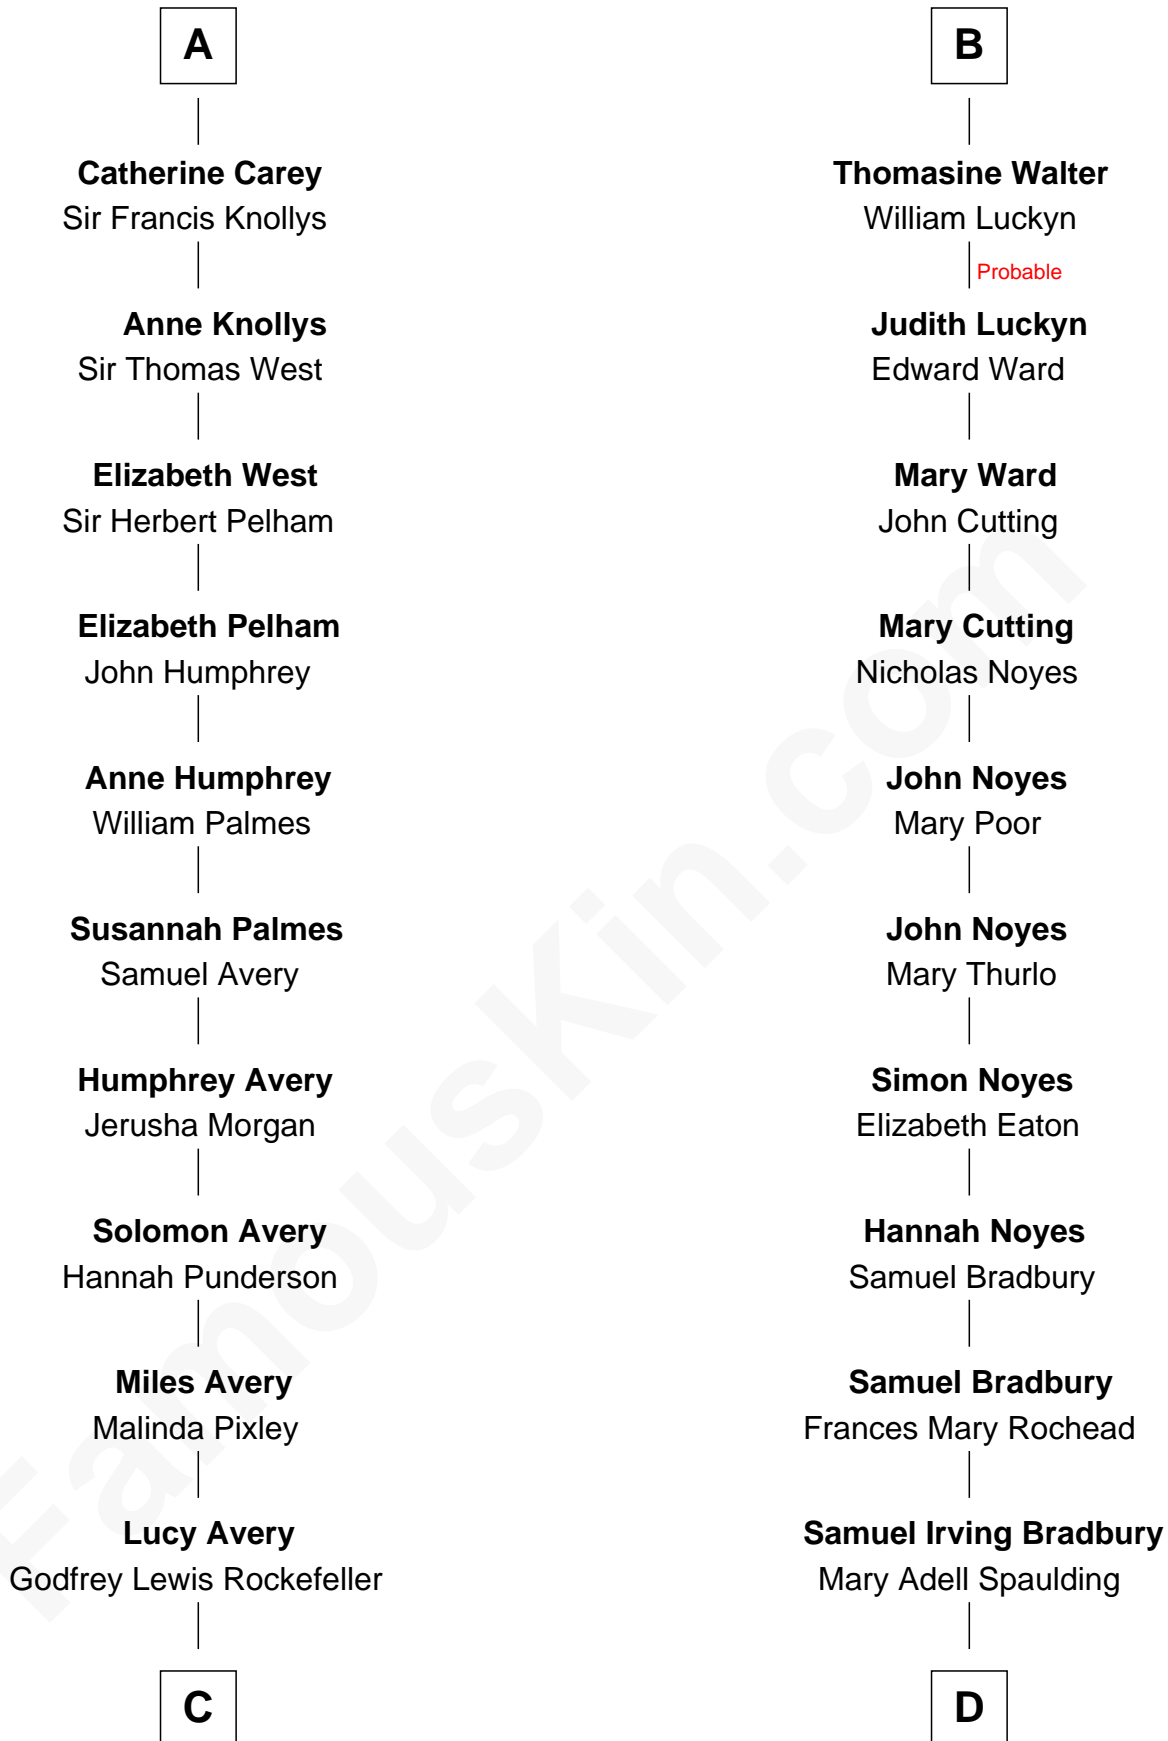 A
Catherine Carey
Sir Francis Knollys
Anne Knollys
Sir Thomas West
Elizabeth West
Sir Herbert Pelham
Elizabeth Pelham
John Humphrey
Anne Humphrey
William Palmes
Susannah Palmes
Samuel Avery
Humphrey Avery
Jerusha Morgan
Solomon Avery
Hannah Punderson
Miles Avery
Malinda Pixley
Lucy Avery
Godfrey Lewis Rockefeller
C
B
Thomasine Walter
William Luckyn
Probable
Judith Luckyn
Edward Ward
Mary Ward
John Cutting
Mary Cutting
Nicholas Noyes
John Noyes
Mary Poor
John Noyes
Mary Thurlo
Simon Noyes
Elizabeth Eaton
Hannah Noyes
Samuel Bradbury
Samuel Bradbury
Frances Mary Rochead
Samuel Irving Bradbury
Mary Adell Spaulding
D
FamousKin.com